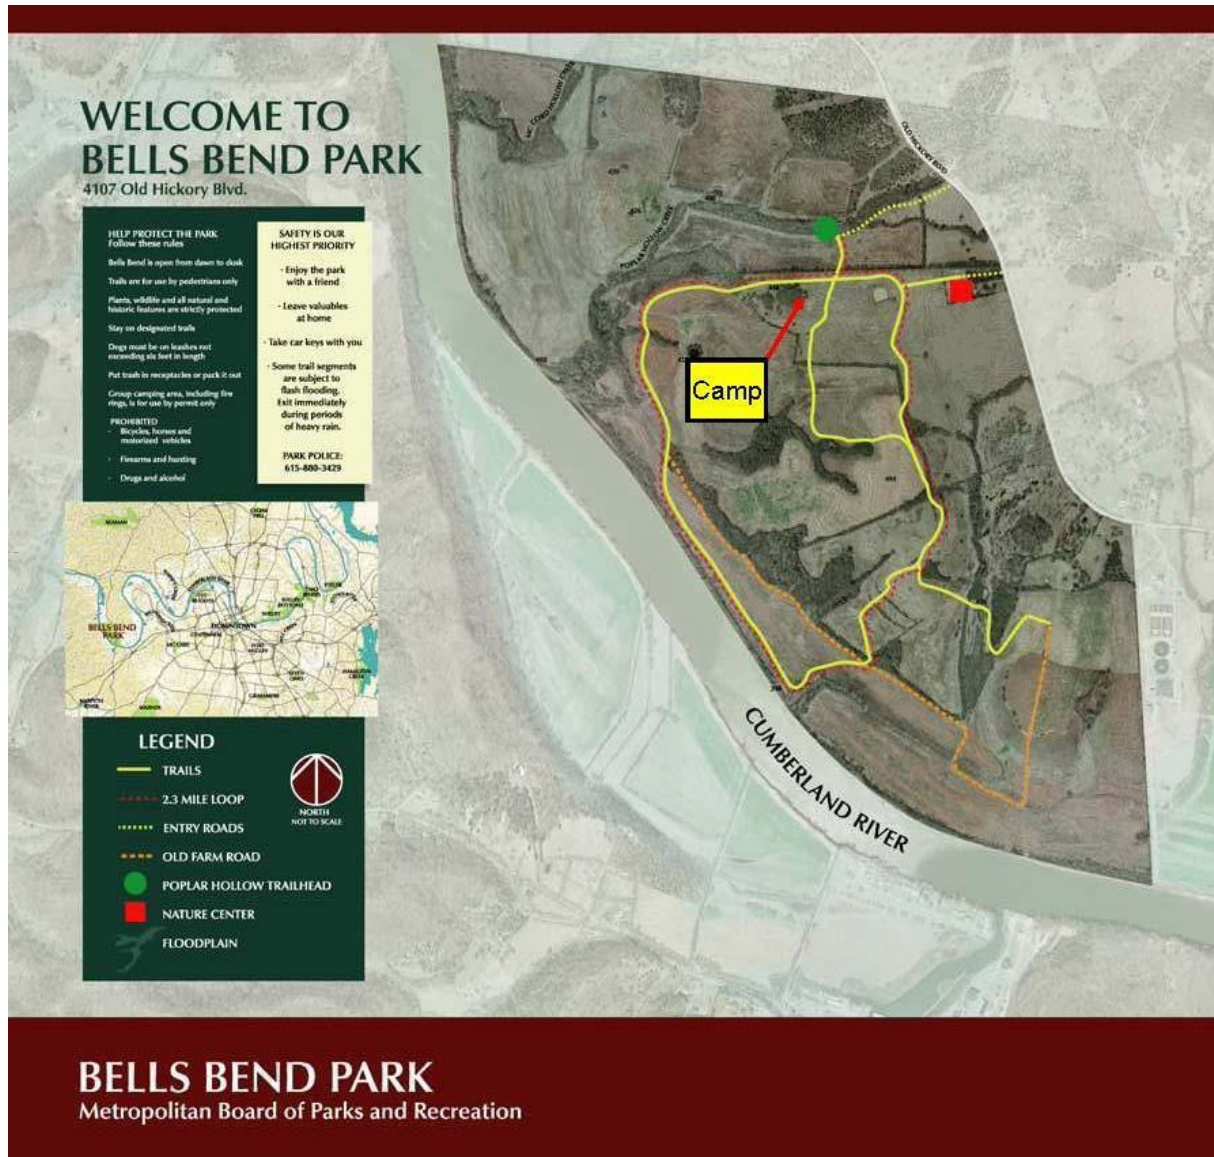 WELCOME TO
BELLS BEND PARK
4107 Old Hickory Blvd.
HELP PROTECT THE PARK
Follow these rules
Bells Bend is open from dawn to dusk
Trails are for use by pedestrians only
Plants, wildlife and all natural and
historic features are strictly protected
Stay on designated trails
Dogs must be on leashes not
exceeding six feet in length
Put trash in receptacles or pack it out
Group camping area, including fire
rings, is for use by permit only
PROHIBITED
- Bicycles, horses and
motorized vehicles
- Firearms and hunting
- Drugs and alcohol
SAFETY IS OUR
HIGHEST PRIORITY
· Enjoy the park
with a friend
· Leave valuables
at home
· Take car keys with you
· Some trail segments
are subject to
flash flooding.
Exit immediately
during periods
of heavy rain.
PARK POLICE:
615-880-3429
BELLS BEND
PARK
DOWNTOWN
LEGEND
TRAILS
2.3 MILE LOOP
ENTRY ROADS
OLD FARM ROAD
POPLAR HOLLOW TRAILHEAD
NATURE CENTER
FLOODPLAIN
NORTH
NOT TO SCALE
OLD HICKORY BLVD
POPLAR HOLLOW CREEK
Camp
CUMBERLAND RIVER
BELLS BEND PARK
Metropolitan Board of Parks and Recreation